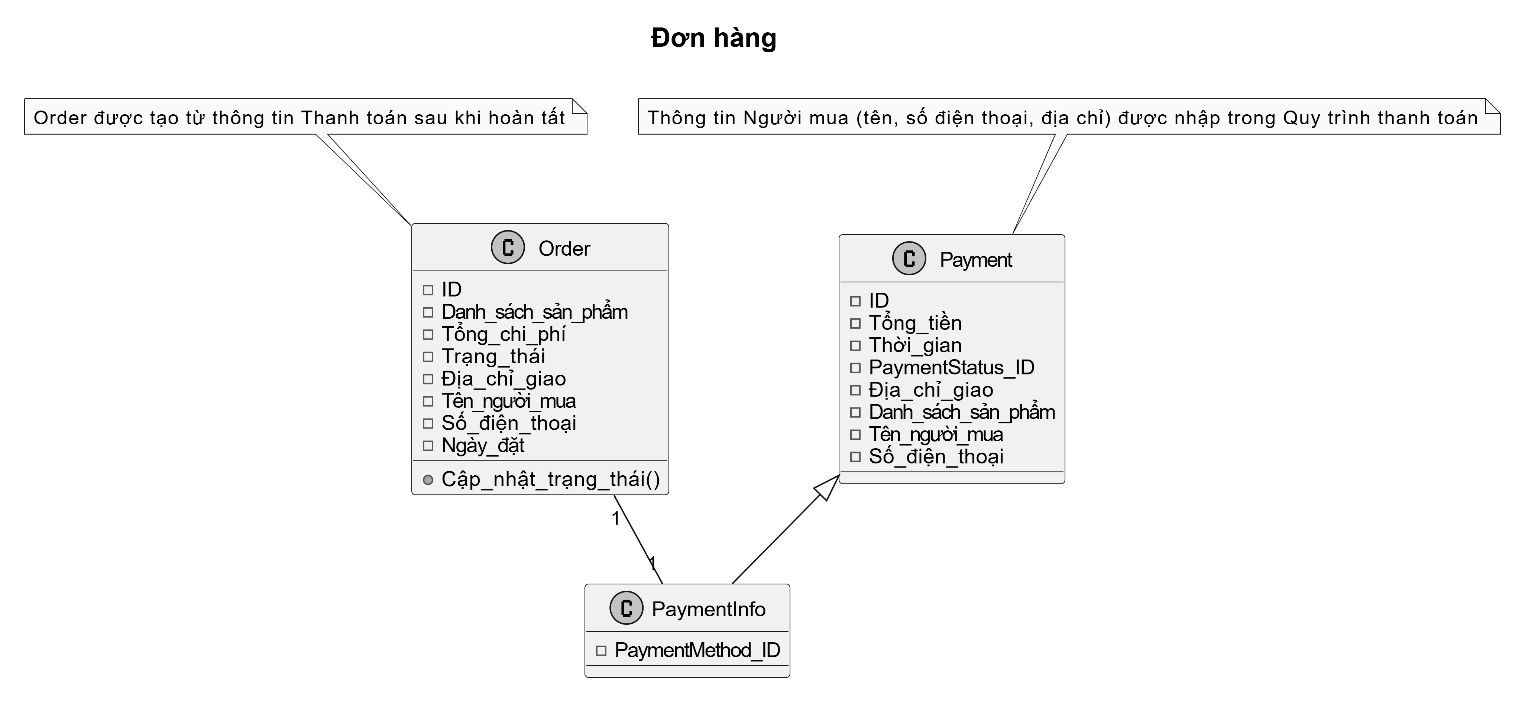 Đơn hàng
Order được tạo từ thông tin Thanh toán sau khi hoàn tất
Thông tin Người mua (tên, số điện thoại, địa chỉ) được nhập trong Quy trình thanh toán
C Order
ID
Danh_sách_sản_phẩm
Tổng_chi_phí
Trạng_thái
Địa_chỉ_giao
Tên_người_mua
Số_điện_thoại
Ngày_đặt
Cập_nhật_trạng_thái()
C Payment
ID
Tổng_tiền
Thời_gian
PaymentStatus_ID
Địa_chỉ_giao
Danh_sách_sản_phẩm
Tên_người_mua
Số_điện_thoại
1
1
C PaymentInfo
PaymentMethod_ID